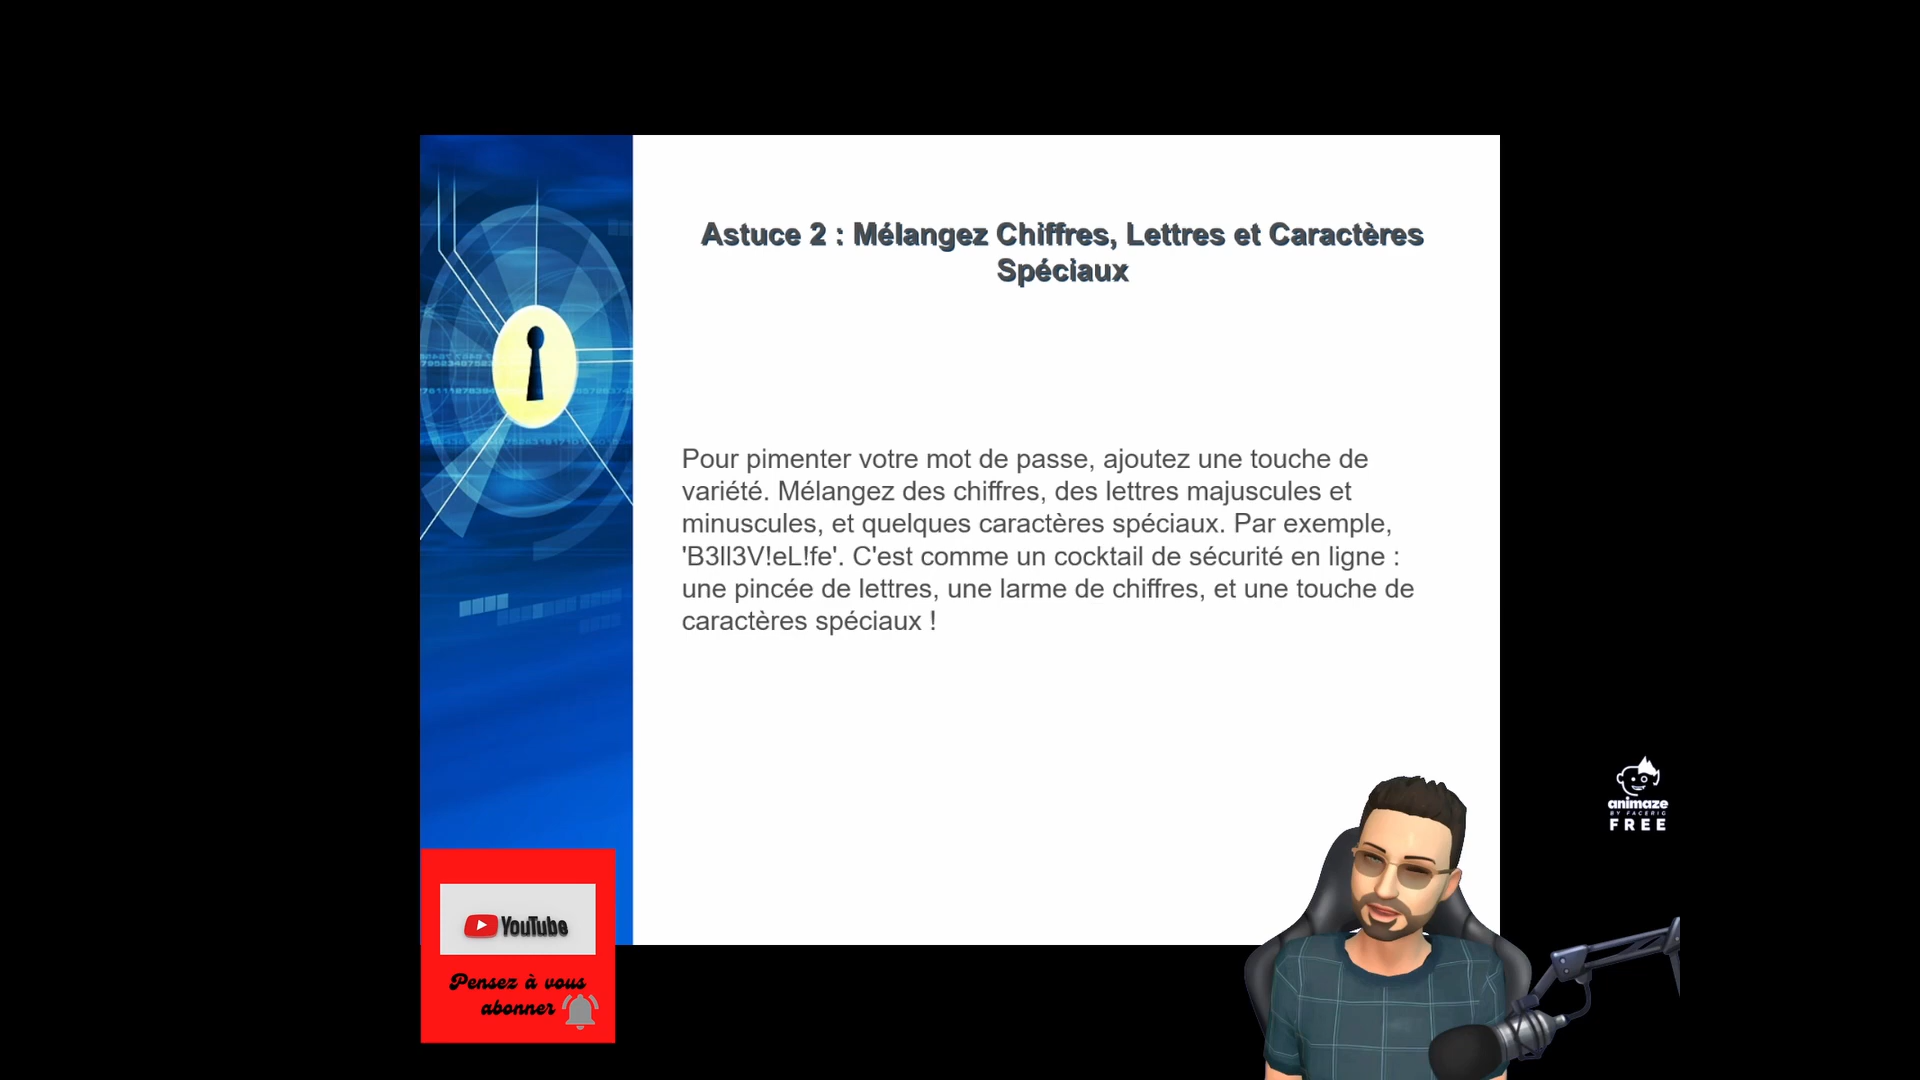 Astuce 2 : Mélangez Chiffres, Lettres et Caractères
Spéciaux
Pour pimenter votre mot de passe, ajoutez une touche de
variété. Mélangez des chiffres, des lettres majuscules et
minuscules, et quelques caractères spéciaux. Par exemple,
'B3ll3V!eL!fe'. C'est comme un cocktail de sécurité en ligne :
une pincée de lettres, une larme de chiffres, et une touche de
caractères spéciaux !
animaze
BY FACERIG
FREE
YouTube
Pensez à vous
abonner